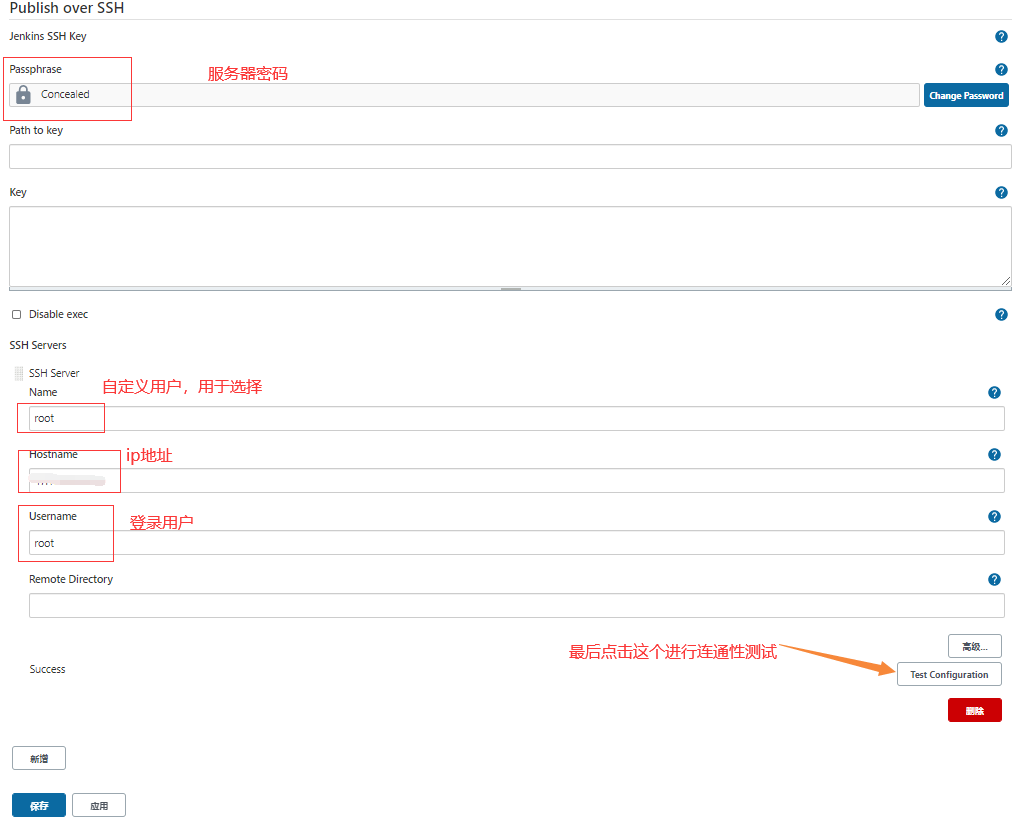 Publish over SSH
Jenkins SSH Key
Passphrase
服务器密码
Concealed
Change Password
Path to key
Key
Disable exec
SSH Servers
SSH Server
Name
自定义用户，用于选择
root
Hostname
ip地址
Username
登录用户
root
Remote Directory
高级...
最后点击这个进行连通性测试
Success
Test Configuration
删除
新增
保存
应用